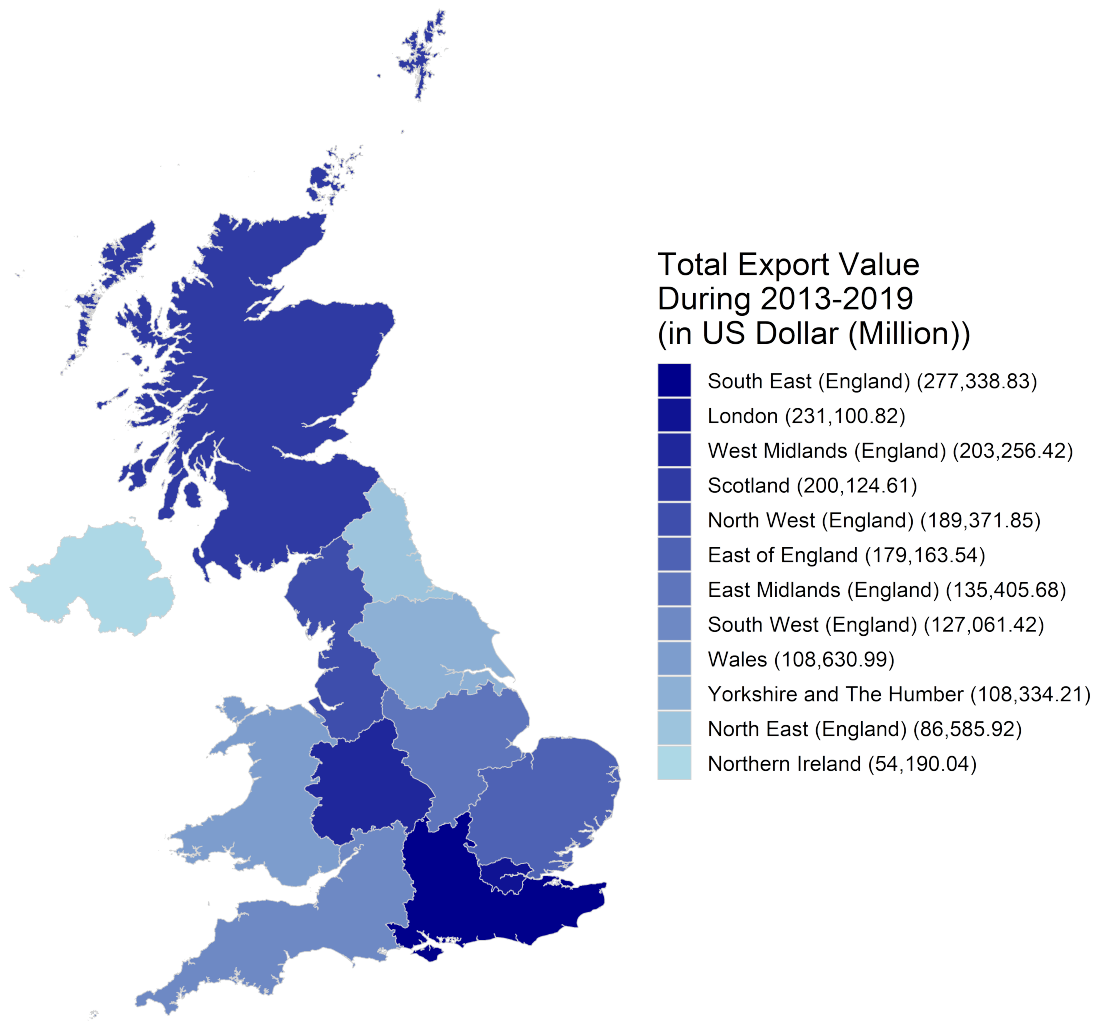 Total Export Value
During 2013-2019
(in US Dollar (Million))
South East (England) (277,338.83)
London (231,100.82)
West Midlands (England) (203,256.42)
Scotland (200,124.61)
North West (England) (189,371.85)
East of England (179,163.54)
East Midlands (England) (135,405.68)
South West (England) (127,061.42)
Wales (108,630.99)
Yorkshire and The Humber (108,334.21)
North East (England) (86,585.92)
Northern Ireland (54,190.04)